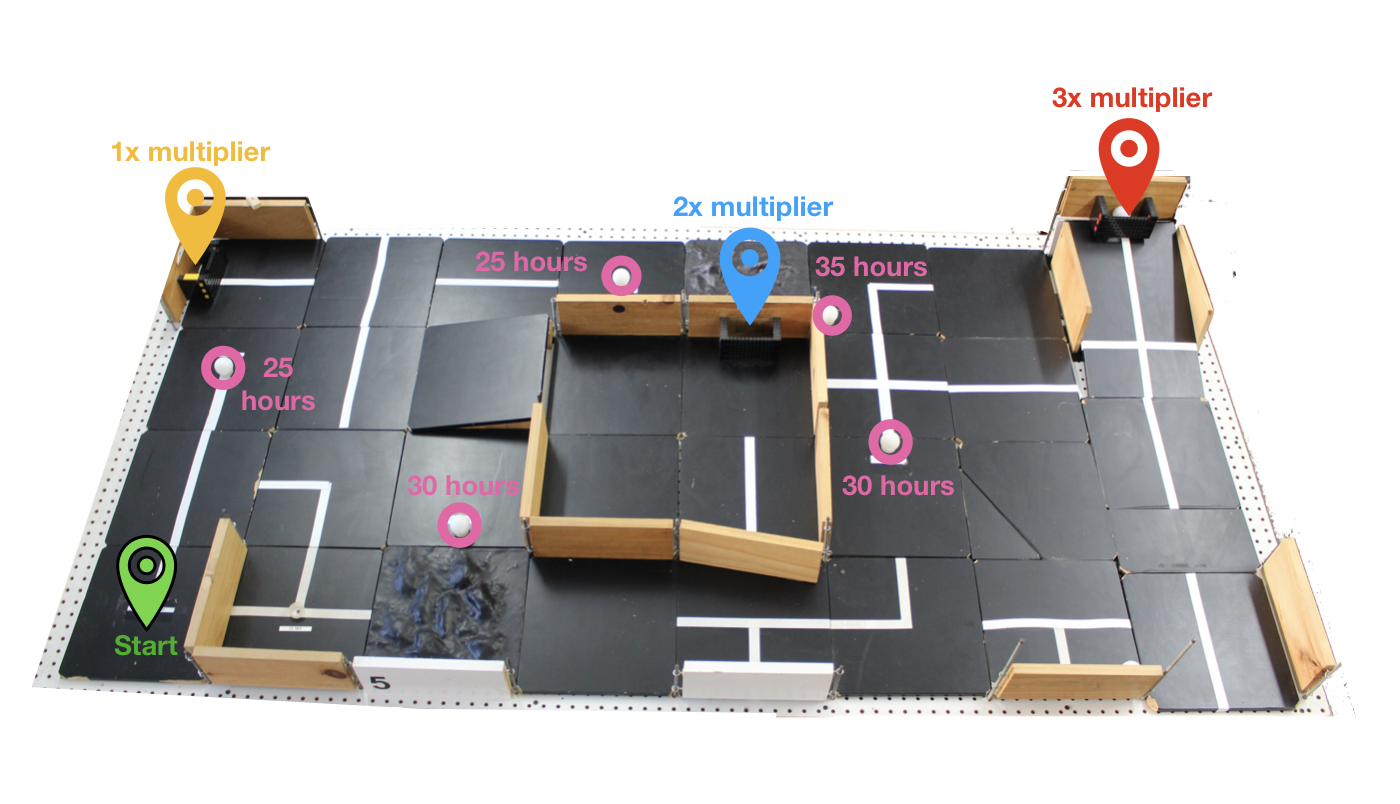 3x multiplier
1x multiplier
2x multiplier
25 hours
35 hours
25
hours
30 hours
30 hours
Start
5